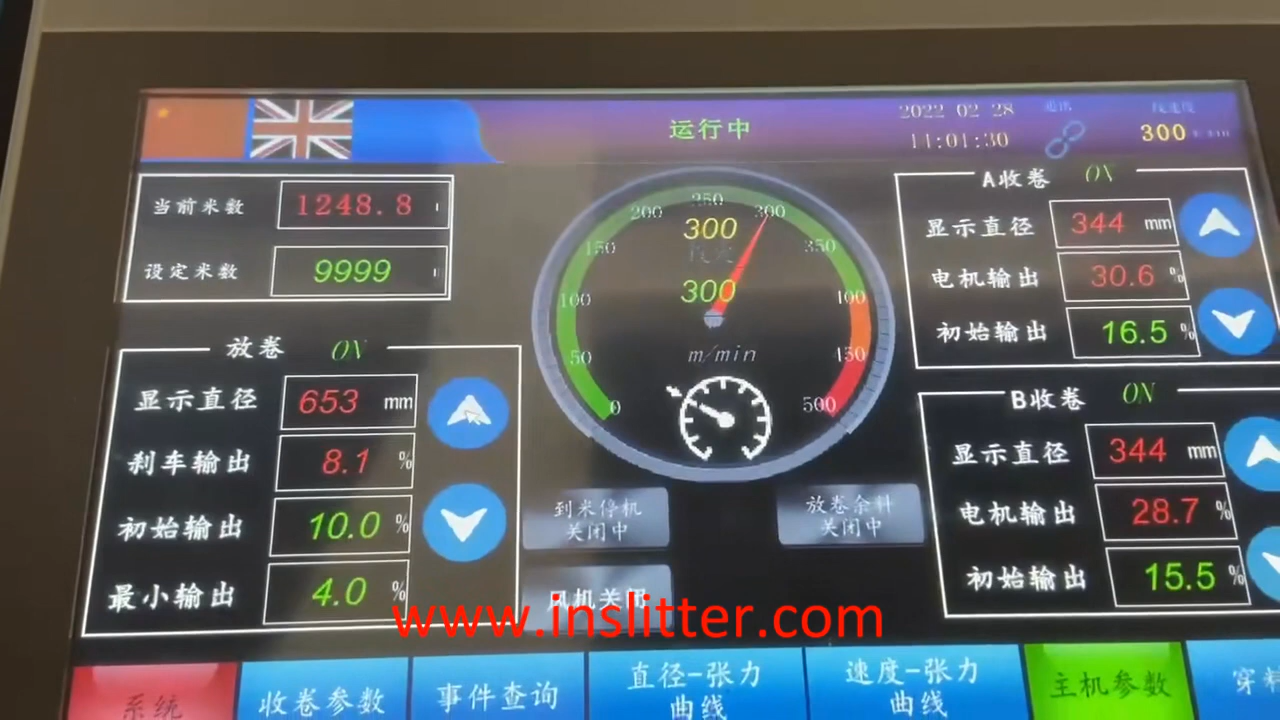 运行中
2022 02 28
14:01:30
通讯
线速度
300
当前米数 1248.8
设定米数 9999
放卷 ON
显示直径 653 mm
刹车输出 8.1 %
初始输出 10.0 %
最小输出 4.0 %
0
50
100
150
200
250
300
350
400
450
500
300
300
m/min
A收卷 ON
显示直径 344 mm
电机输出 30.6 %
初始输出 16.5 %
B收卷 ON
显示直径 344 mm
电机输出 28.7 %
初始输出 15.5 %
到米停机
关闭中
放卷余料
关闭中
风机关闭
www.inslitter.com
系统
收卷参数
事件查询
直径-张力
曲线
速度-张力
曲线
主机参数
穿料